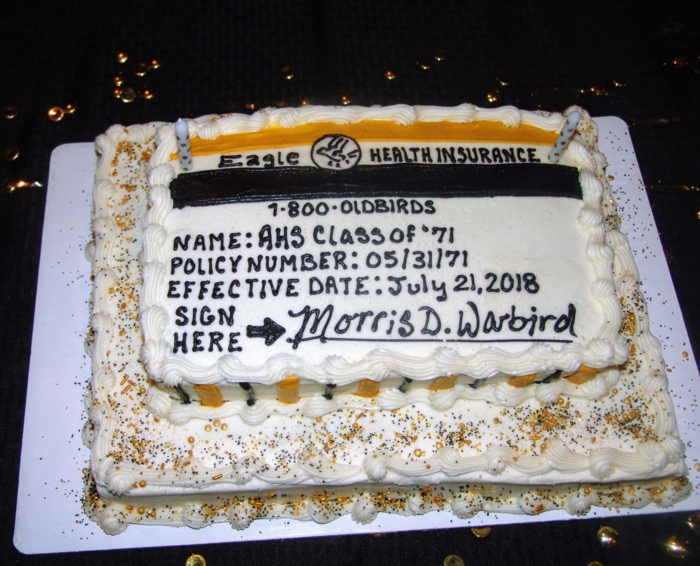 Eagle HEALTH INSURANCE
1-800-OLDBIRDS
NAME: AHS Class of '71
POLICY NUMBER: 05/31/71
EFFECTIVE DATE: July 21, 2018
SIGN
HERE → Morris D. Warbird